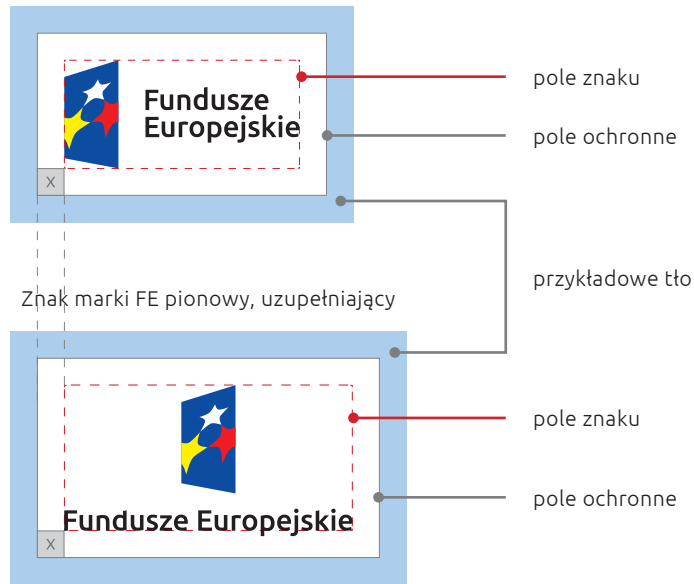 Fundusze
Europejskie
pole znaku
pole ochronne
X
przykładowe tło
Znak marki FE pionowy, uzupełniający
pole znaku
pole ochronne
Fundusze Europejskie
X